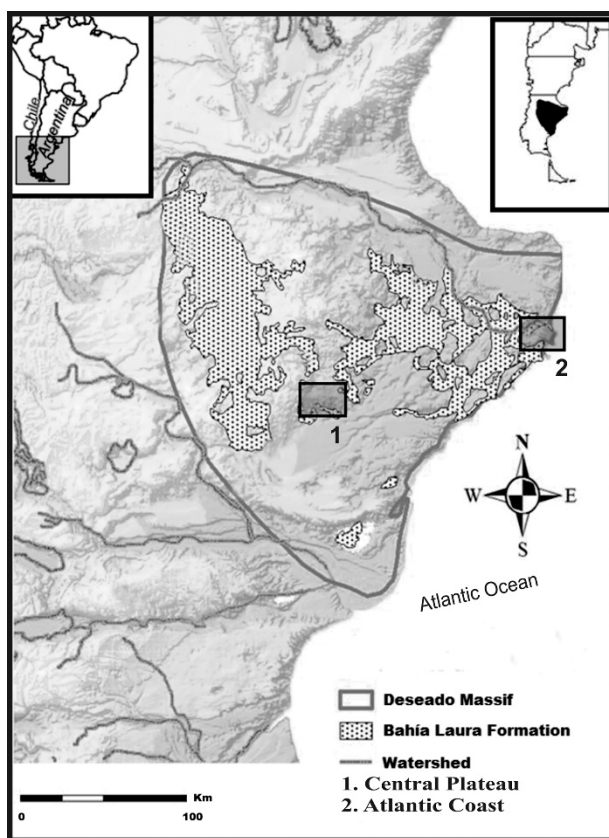 Chile
Argentina
1
2
N
W E
S
Atlantic Ocean
Deseado Massif
Bahía Laura Formation
Watershed
1. Central Plateau
2. Atlantic Coast
Km
0 100